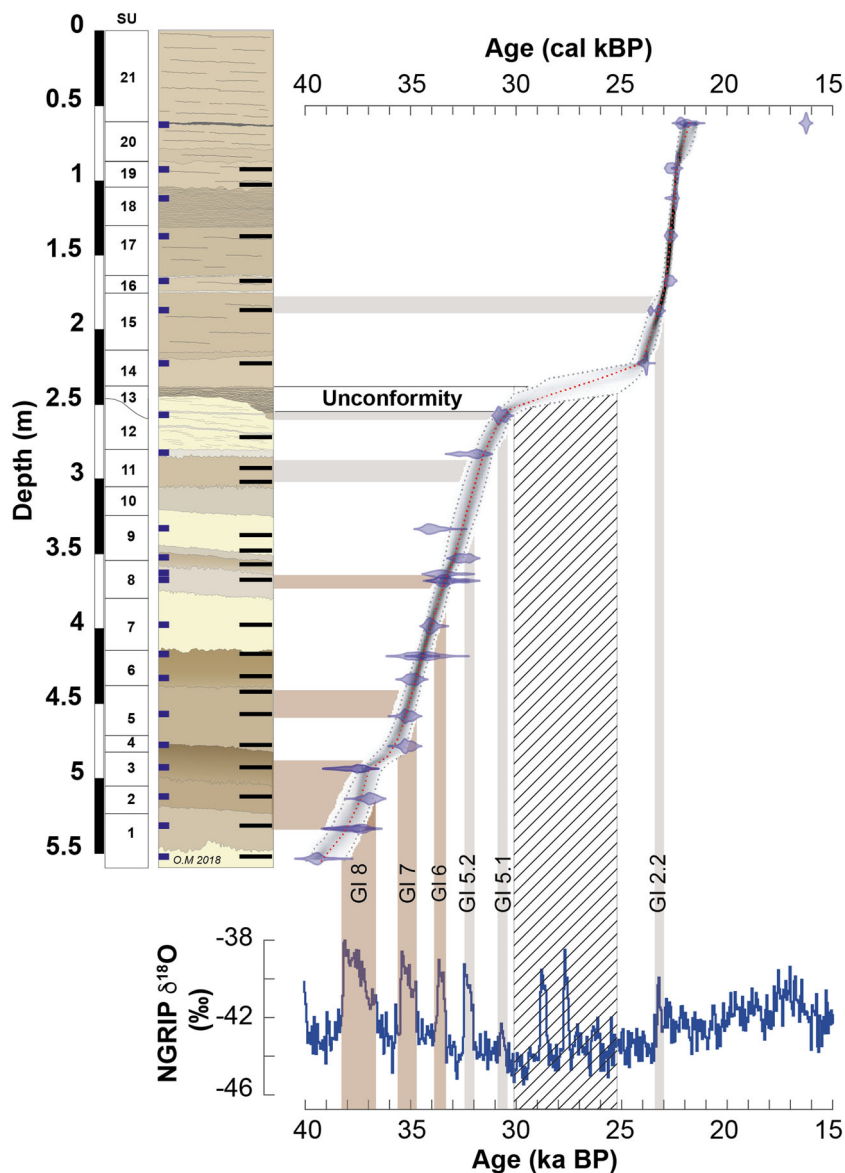 SU
Age (cal kBP)
40 35 30 25 20 15
Depth (m)
0
0.5
1
1.5
2
2.5
3
3.5
4
4.5
5
5.5
21
20
19
18
17
16
15
14
13
12
11
10
9
8
7
6
5
4
3
2
1
Unconformity
O.M 2018
GI 8
GI 7
GI 6
GI 5.2
GI 5.1
GI 2.2
NGRIP δ18O
(‰)
-38
-42
-46
40 35 30 25 20 15
Age (ka BP)